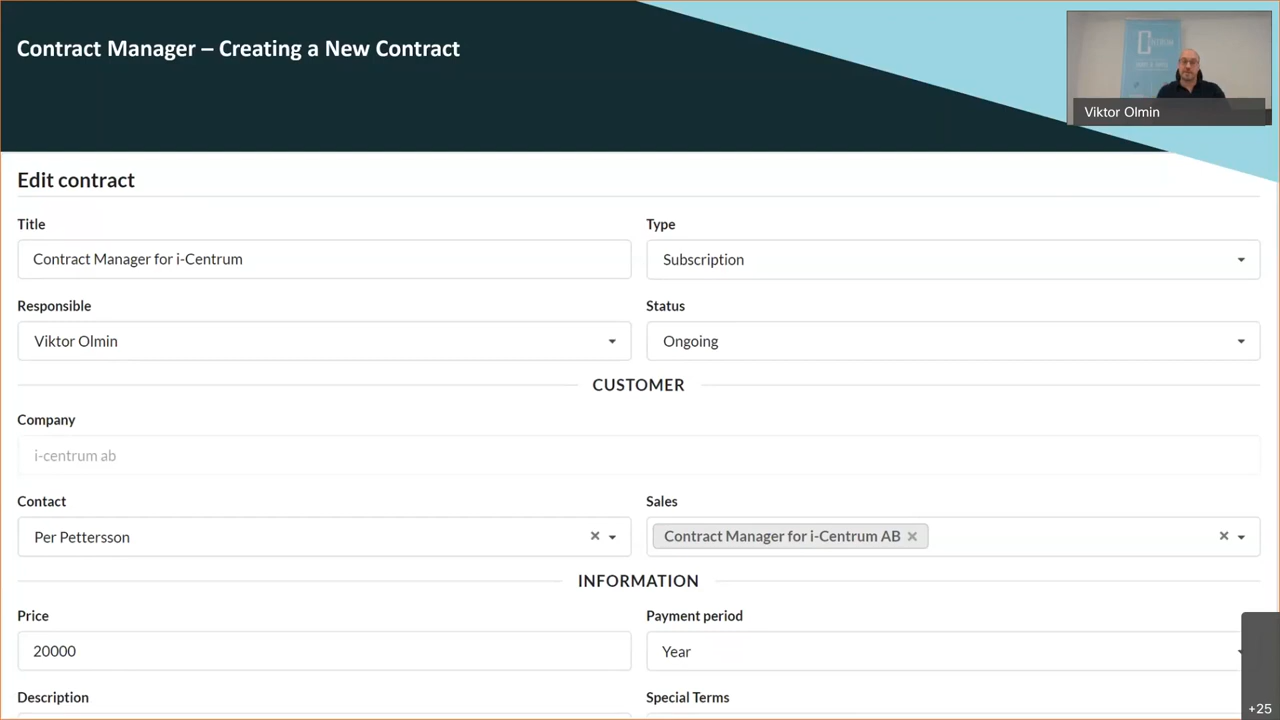 Contract Manager – Creating a New Contract
Viktor Olmin
Edit contract
Title
Type
Contract Manager for i-Centrum
Subscription
Responsible
Status
Viktor Olmin
Ongoing
CUSTOMER
Company
i-centrum ab
Contact
Sales
Per Pettersson
Contract Manager for i-Centrum AB
INFORMATION
Price
Payment period
20000
Year
Description
Special Terms
+25